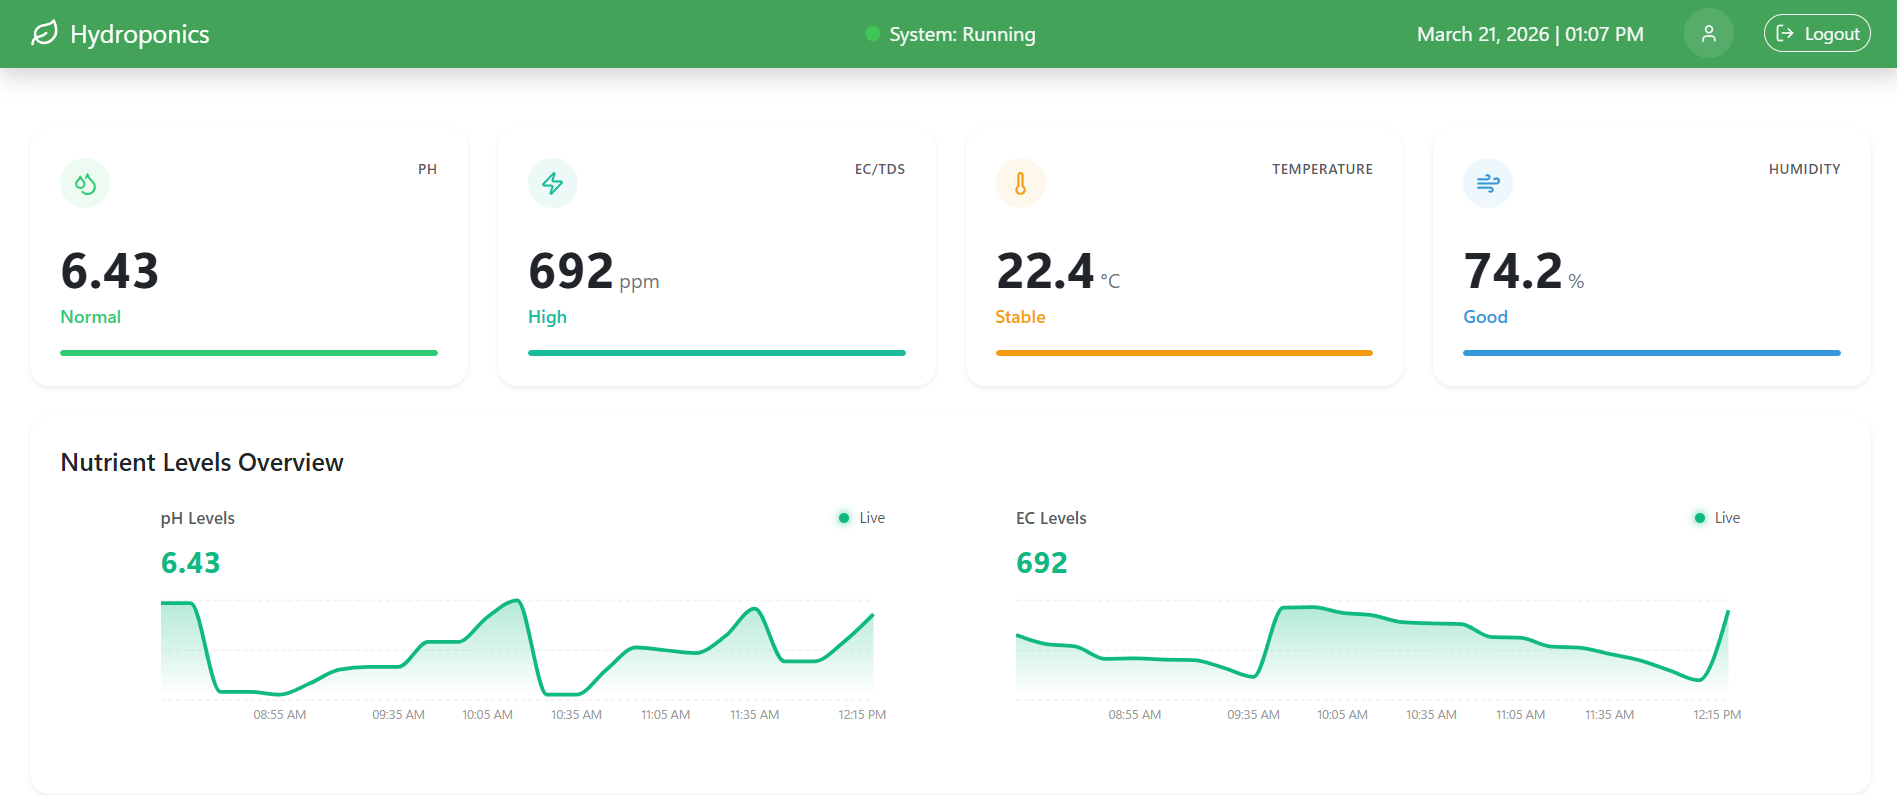 Hydroponics
System: Running
March 21, 2026 | 01:07 PM
Logout
PH
6.43
Normal
EC/TDS
692 ppm
High
TEMPERATURE
22.4 °C
Stable
HUMIDITY
74.2 %
Good
Nutrient Levels Overview
pH Levels
Live
6.43
08:55 AM 09:35 AM 10:05 AM 10:35 AM 11:05 AM 11:35 AM 12:15 PM
EC Levels
Live
692
08:55 AM 09:35 AM 10:05 AM 10:35 AM 11:05 AM 11:35 AM 12:15 PM